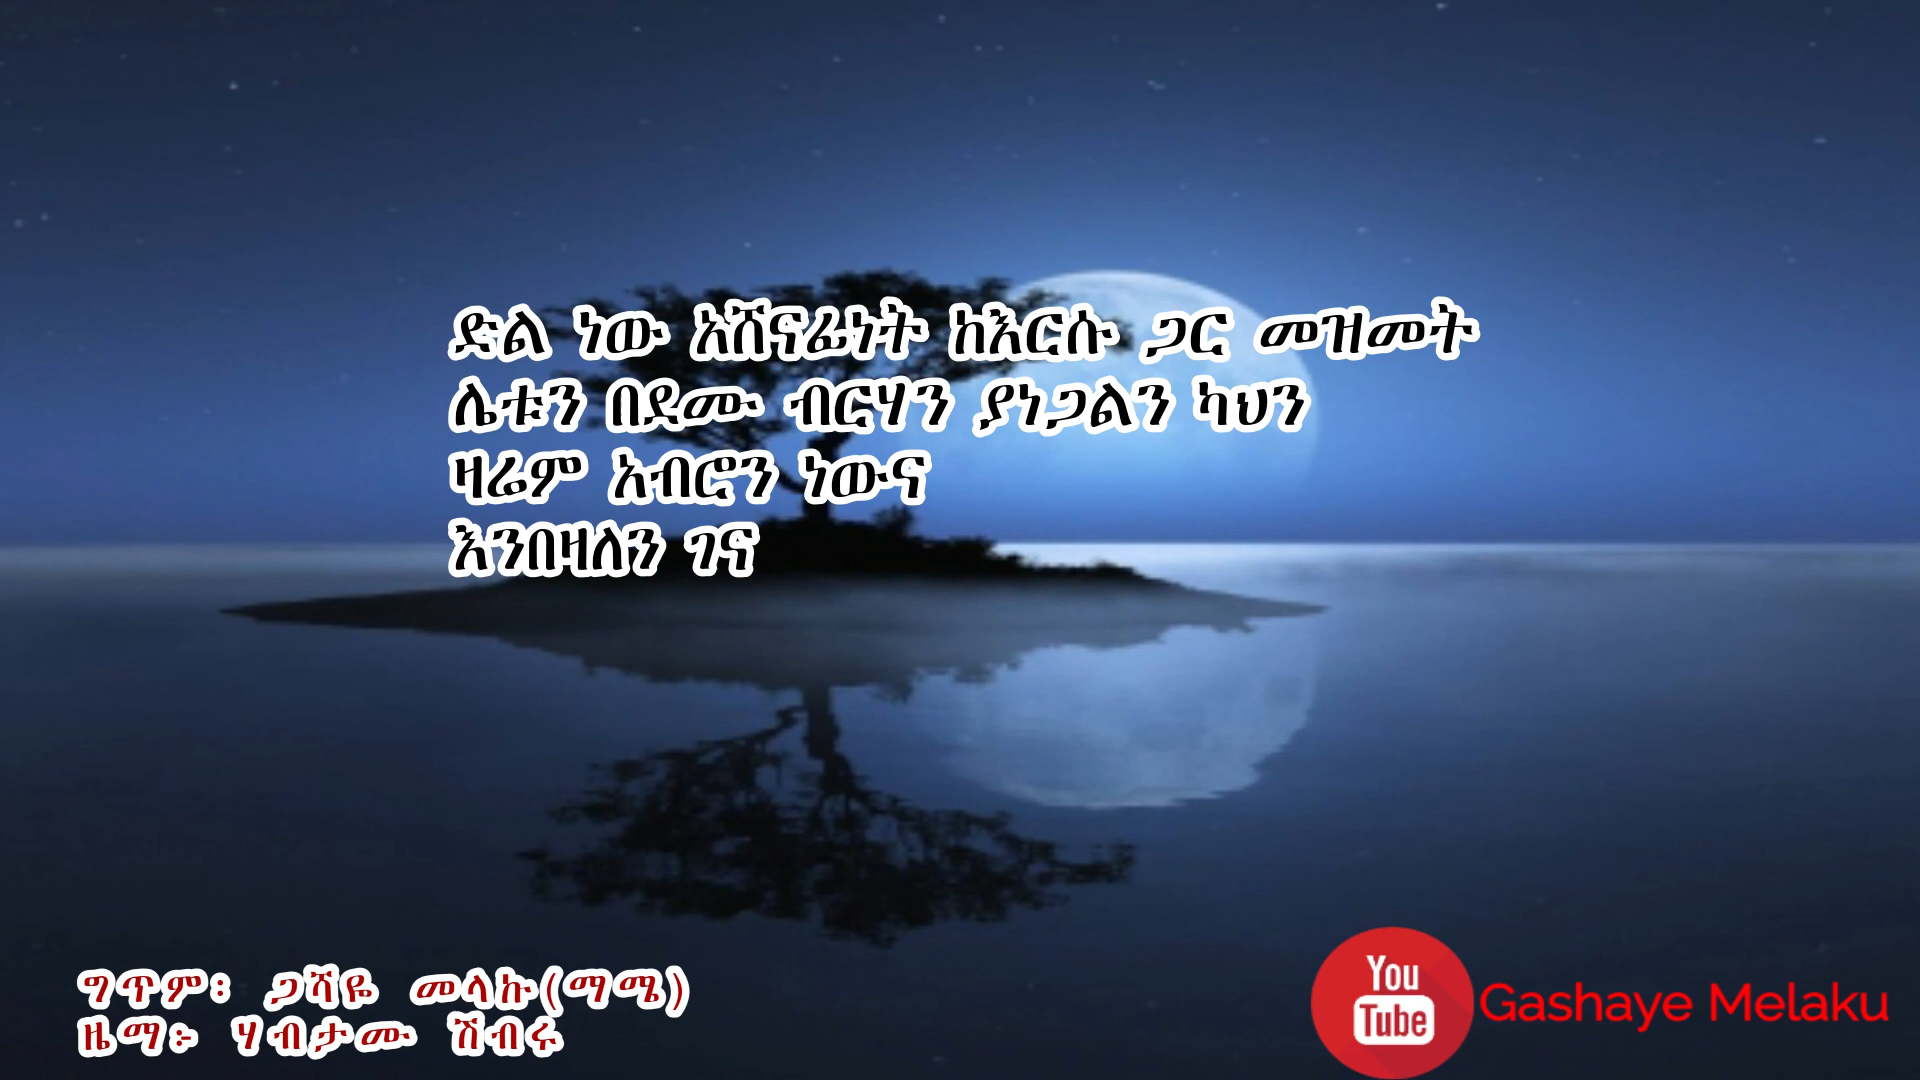 ድል ነው አሸናፊነት ከእርሱ ጋር መዝመት
ሌቱን በደሙ ብርሃን ያነጋልን ካህን
ዛሬም አብሮን ነውና
እንበዛለን ገና
ግጥም፡ ጋሻዬ መላኩ(ማሜ)
ዜማ፦ ሃብታሙ ሽብሩ
You
Tube
Gashaye Melaku